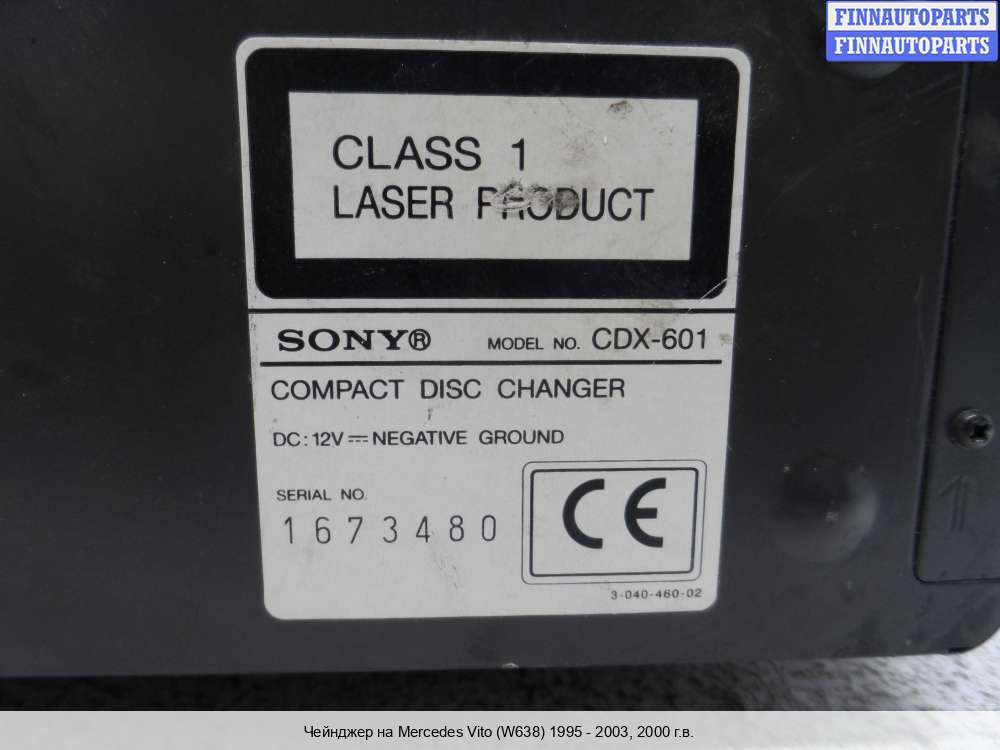 FINNAUTOPARTS
FINNAUTOPARTS
CLASS 1
LASER PRODUCT
SONY® MODEL NO. CDX-601
COMPACT DISC CHANGER
DC: 12V ⎓ NEGATIVE GROUND
SERIAL NO.
1673480
CE
3-040-460-02
Чейнджер на Mercedes Vito (W638) 1995 - 2003, 2000 г.в.